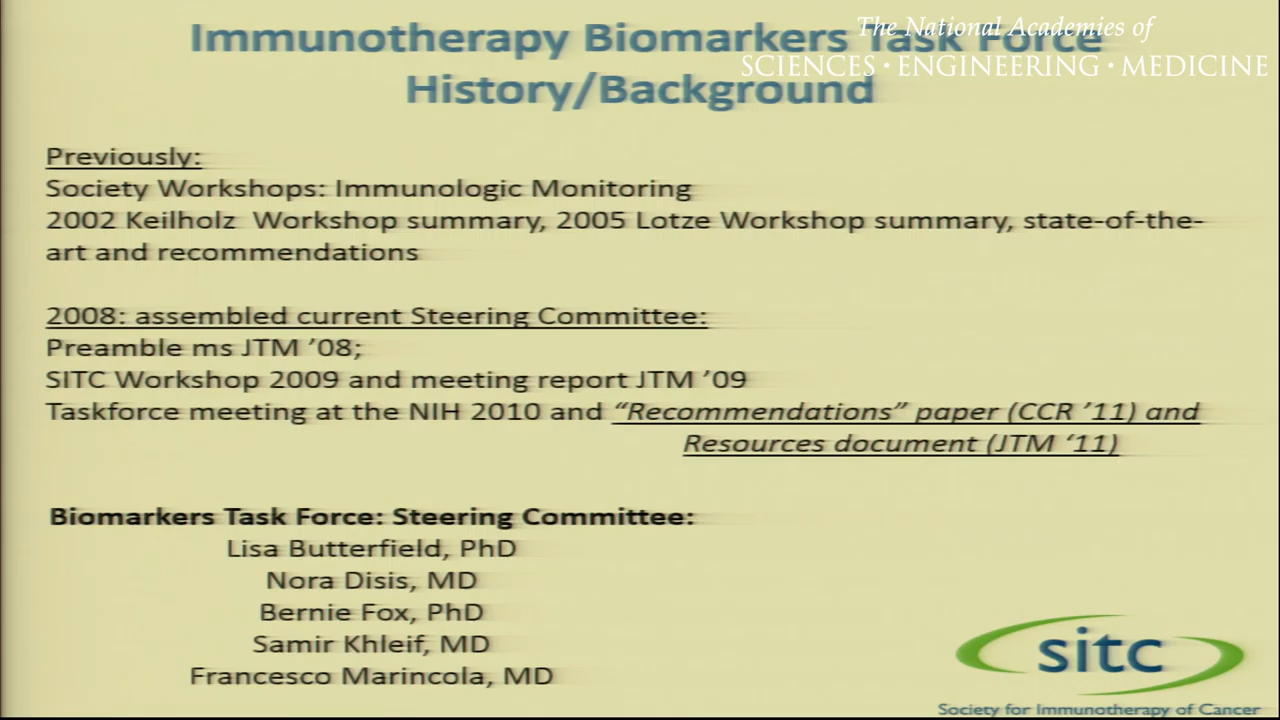 Immunotherapy Biomarkers Task Force
History/Background
The National Academies of
SCIENCES • ENGINEERING • MEDICINE
Previously:
Society Workshops: Immunologic Monitoring
2002 Keilholz Workshop summary, 2005 Lotze Workshop summary, state-of-the-
art and recommendations
2008: assembled current Steering Committee:
Preamble ms JTM ’08;
SITC Workshop 2009 and meeting report JTM ’09
Taskforce meeting at the NIH 2010 and “Recommendations” paper (CCR ’11) and
Resources document (JTM ‘11)
Biomarkers Task Force: Steering Committee:
Lisa Butterfield, PhD
Nora Disis, MD
Bernie Fox, PhD
Samir Khleif, MD
Francesco Marincola, MD
sitc
Society for Immunotherapy of Cancer